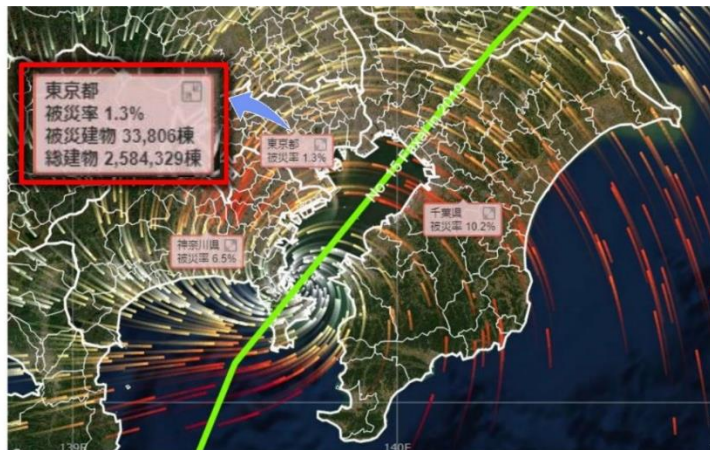 東京都
被災率 1.3%
被災建物 33,806棟
総建物 2,584,329棟
東京都
被災率 1.3%
千葉県
被災率 10.2%
神奈川県
被災率 6.5%
139E
140E